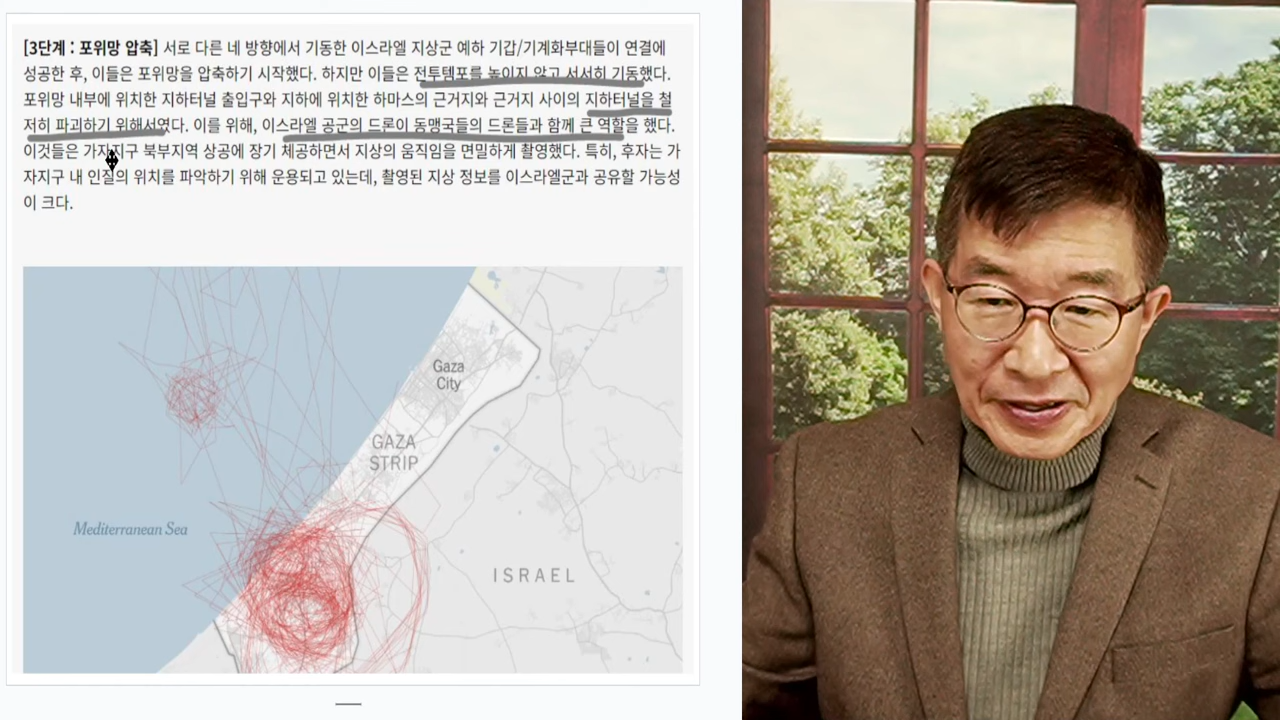 [3단계 : 포위망 압축] 서로 다른 네 방향에서 기동한 이스라엘 지상군 예하 기갑/기계화부대들이 연결에
성공한 후, 이들은 포위망을 압축하기 시작했다. 하지만 이들은 전투템포를 높이지 않고 서서히 기동했다.
포위망 내부에 위치한 지하터널 출입구와 지하에 위치한 하마스의 근거지와 근거지 사이의 지하터널을 철
저히 파괴하기 위해서였다. 이를 위해, 이스라엘 공군의 드론이 동맹국들의 드론들과 함께 큰 역할을 했다.
이것들은 가자지구 북부지역 상공에 장기 체공하면서 지상의 움직임을 면밀하게 촬영했다. 특히, 후자는 가
자지구 내 인질의 위치를 파악하기 위해 운용되고 있는데, 촬영된 지상 정보를 이스라엘군과 공유할 가능성
이 크다.
Gaza
City
GAZA
STRIP
Mediterranean Sea
ISRAEL